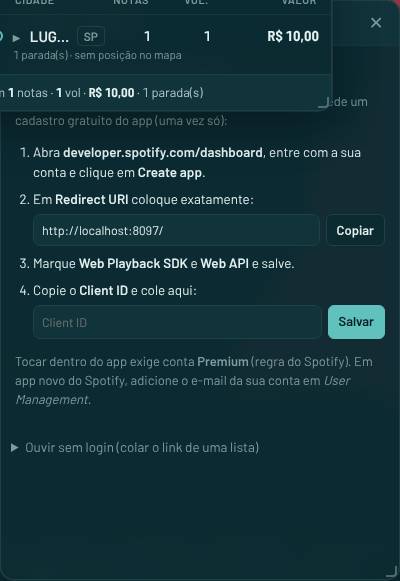 CIDADE NOTAS VOL. VALOR
▶ LUG... SP 1 1 R$ 10,00
1 parada(s) · sem posição no mapa
1 notas · 1 vol · R$ 10,00 · 1 parada(s)
de um
cadastro gratuito do app (uma vez só):
1. Abra developer.spotify.com/dashboard, entre com a sua
conta e clique em Create app.
2. Em Redirect URI coloque exatamente:
http://localhost:8097/ Copiar
3. Marque Web Playback SDK e Web API e salve.
4. Copie o Client ID e cole aqui:
Client ID Salvar
Tocar dentro do app exige conta Premium (regra do Spotify). Em
app novo do Spotify, adicione o e-mail da sua conta em User
Management.
▶ Ouvir sem login (colar o link de uma lista)